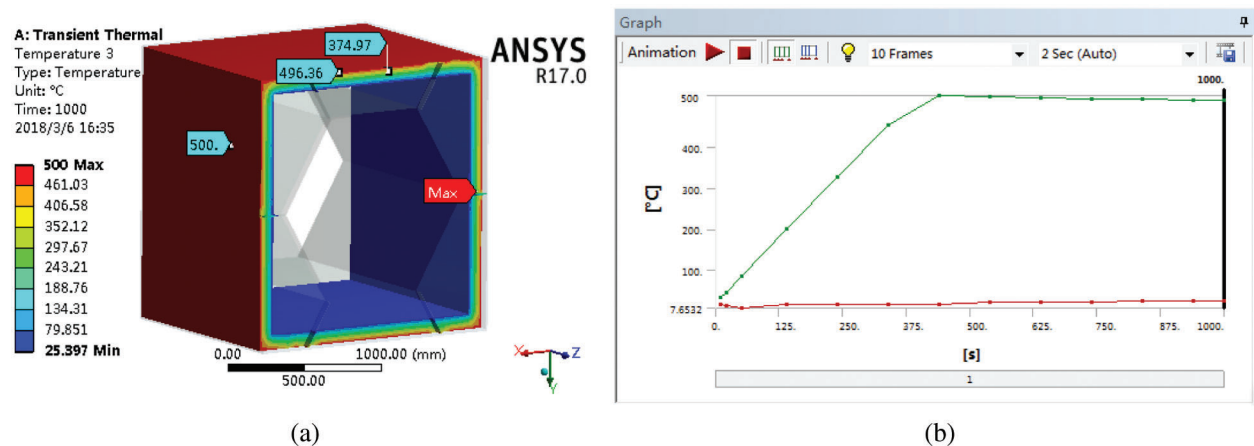 A: Transient Thermal
Temperature 3
Type: Temperature
Unit: °C
Time: 1000
2018/3/6 16:35
374.97
496.36
500.
ANSYS
R17.0
500 Max
461.03
406.58
352.12
297.67
243.21
188.76
134.31
79.851
25.397 Min
Max
0.00 1000.00 (mm)
500.00
X Z
Y
(a)
Graph
Animation 10 Frames 2 Sec (Auto)
1000.
500
400.
300.
200.
100.
7.6532
[°C]
0. 125. 250. 375. 500. 625. 750. 875. 1000.
[s]
1
(b)